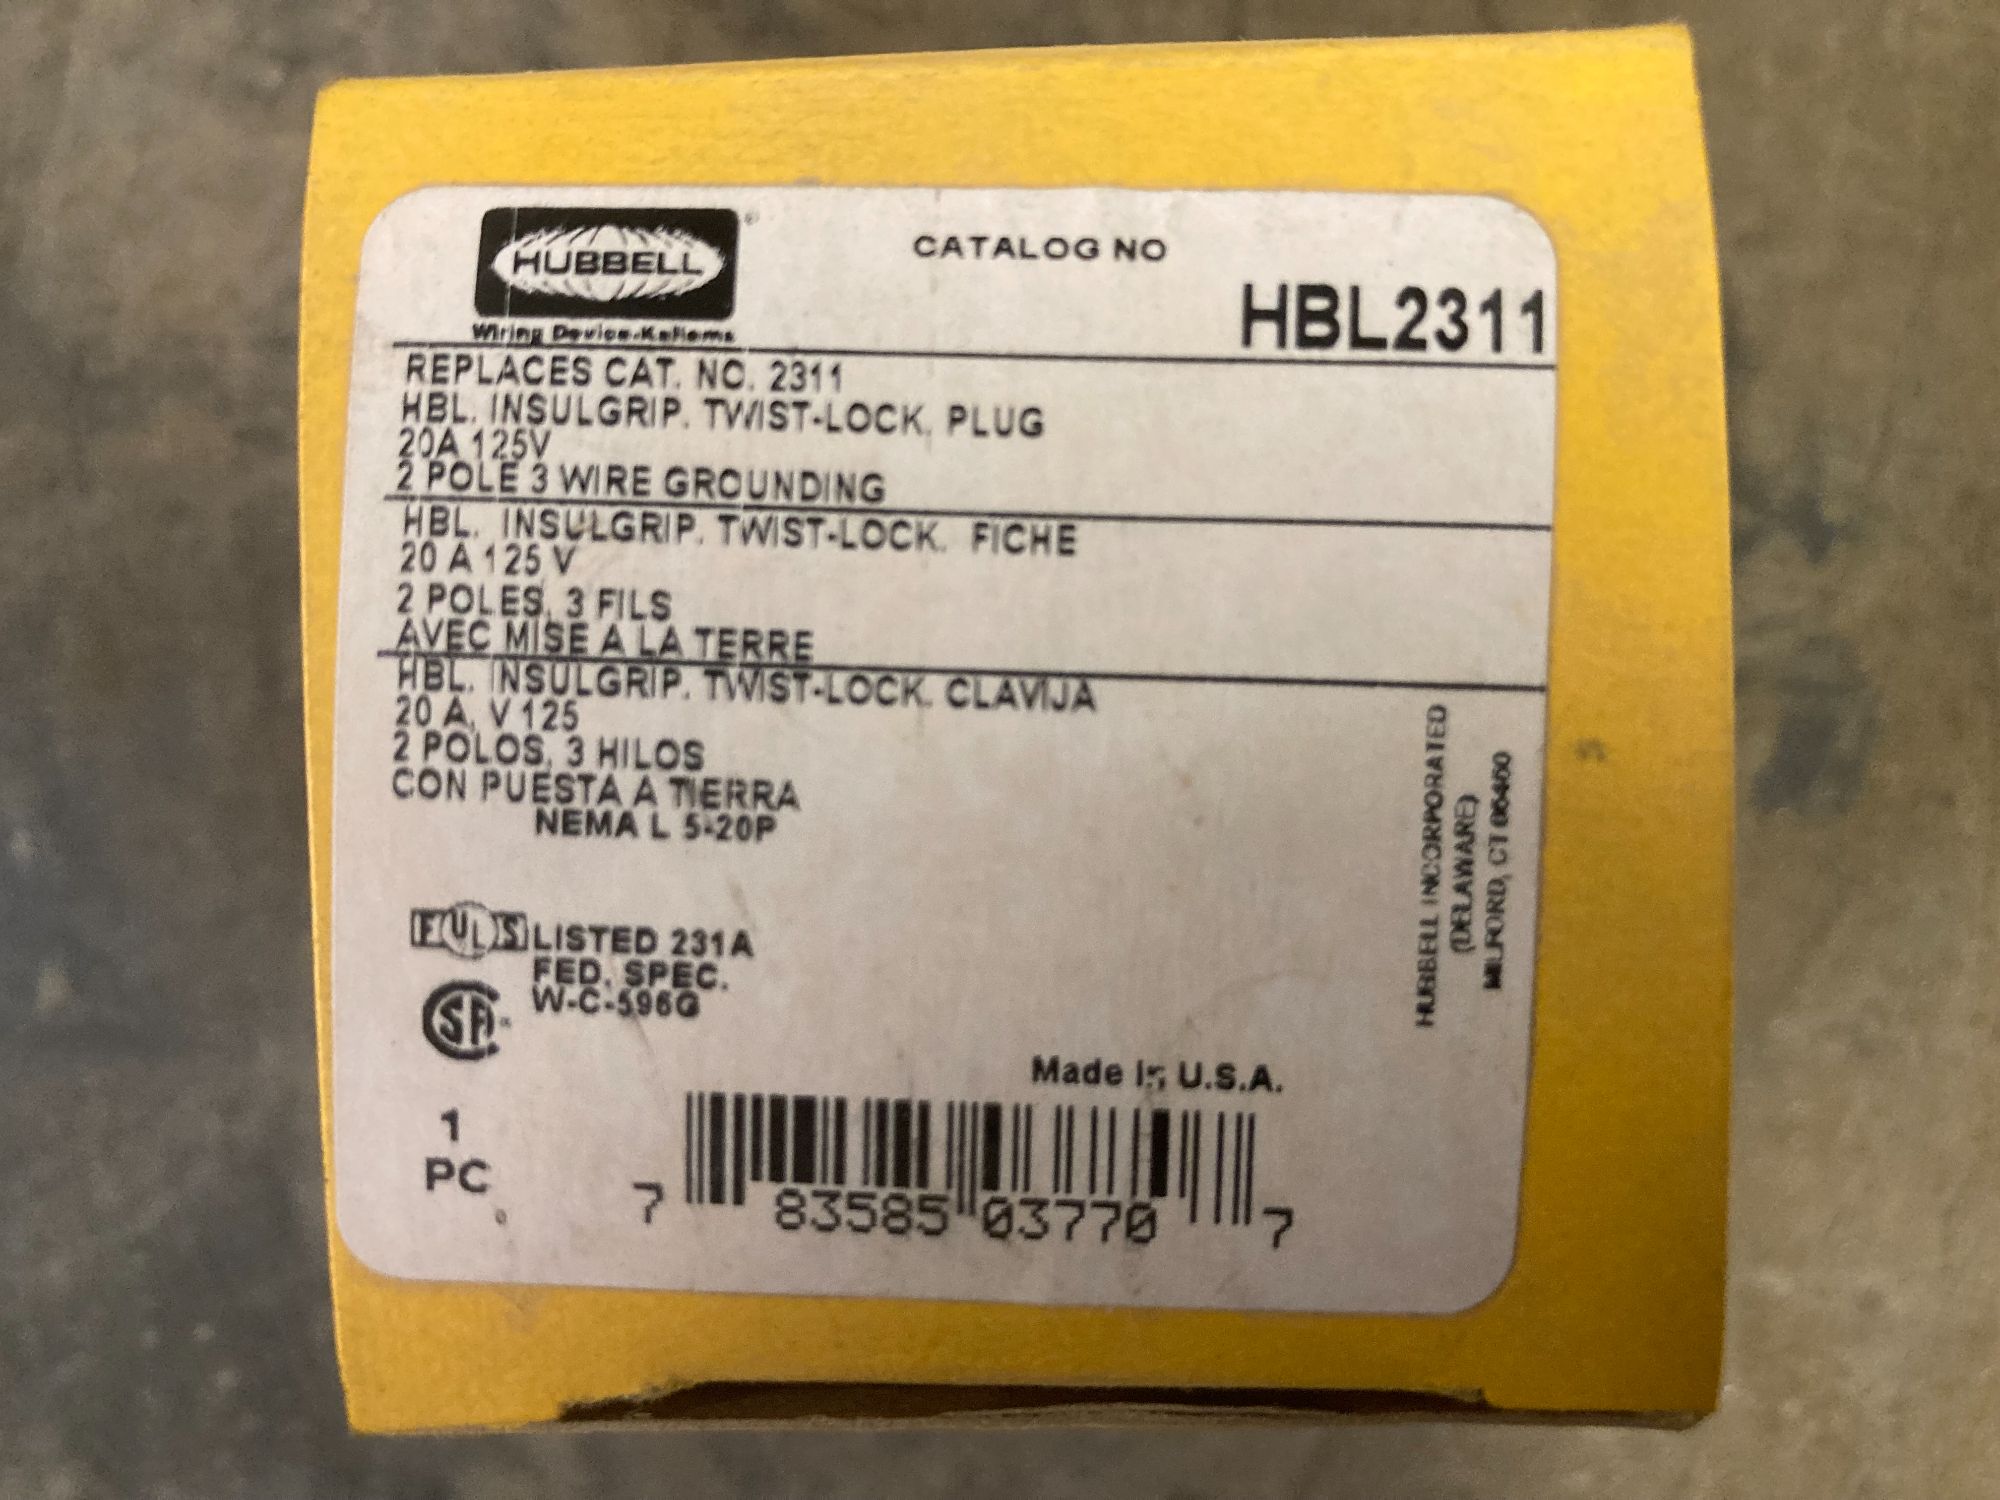 HUBBELL
®
Wiring Device-Kellems
CATALOG NO
HBL2311
REPLACES CAT. NO. 2311
HBL. INSULGRIP. TWIST-LOCK. PLUG
20A 125V
2 POLE 3 WIRE GROUNDING
HBL. INSULGRIP. TWIST-LOCK. FICHE
20 A 125 V
2 POLES, 3 FILS
AVEC MISE A LA TERRE
HBL. INSULGRIP. TWIST-LOCK. CLAVIJA
20 A, V 125
2 POLOS, 3 HILOS
CON PUESTA A TIERRA
NEMA L 5-20P
HUBBELL INCORPORATED
(DELAWARE)
MILFORD, CT 06460
F UL S LISTED 231A
FED. SPEC.
W-C-596G
SA
Made in U.S.A.
1
PC
7 83585 03770 7